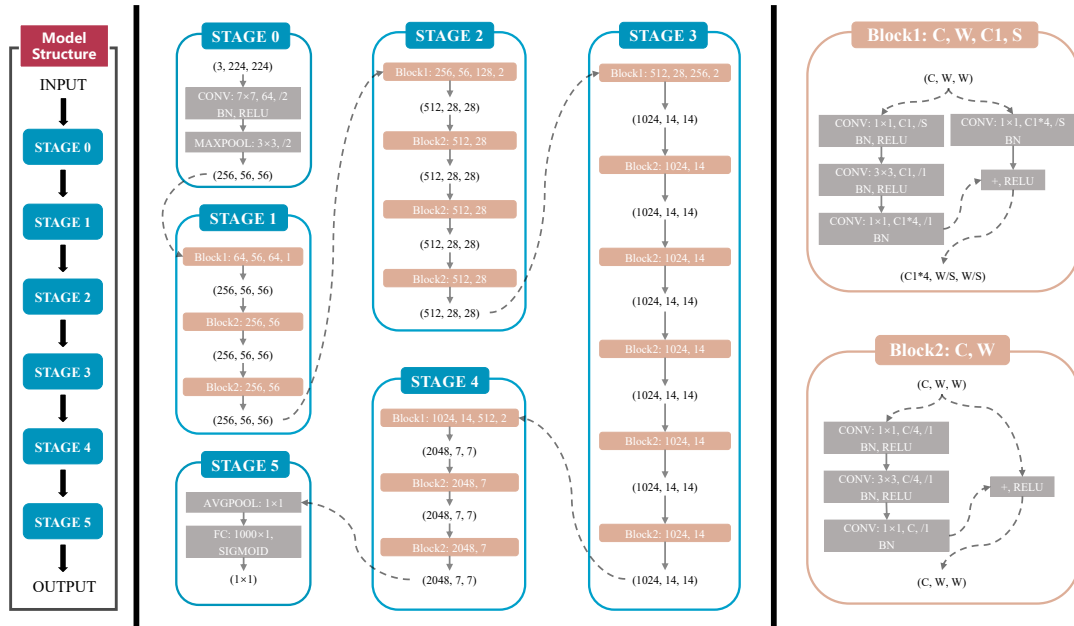 Model
Structure
INPUT
STAGE 0
STAGE 1
STAGE 2
STAGE 3
STAGE 4
STAGE 5
OUTPUT
STAGE 0
(3, 224, 224)
CONV: 7×7, 64, /2
BN, RELU
MAXPOOL: 3×3, /2
(256, 56, 56)
STAGE 1
Block1: 64, 56, 64, 1
(256, 56, 56)
Block2: 256, 56
(256, 56, 56)
Block2: 256, 56
(256, 56, 56)
STAGE 2
Block1: 256, 56, 128, 2
(512, 28, 28)
Block2: 512, 28
(512, 28, 28)
Block2: 512, 28
(512, 28, 28)
Block2: 512, 28
(512, 28, 28)
STAGE 3
Block1: 512, 28, 256, 2
(1024, 14, 14)
Block2: 1024, 14
(1024, 14, 14)
Block2: 1024, 14
(1024, 14, 14)
Block2: 1024, 14
(1024, 14, 14)
Block2: 1024, 14
(1024, 14, 14)
Block2: 1024, 14
(1024, 14, 14)
STAGE 4
Block1: 1024, 14, 512, 2
(2048, 7, 7)
Block2: 2048, 7
(2048, 7, 7)
Block2: 2048, 7
(2048, 7, 7)
STAGE 5
AVGPOOL: 1×1
FC: 1000×1,
SIGMOID
(1×1)
Block1: C, W, C1, S
(C, W, W)
CONV: 1×1, C1, /S
BN, RELU
CONV: 3×3, C1, /1
BN, RELU
CONV: 1×1, C1*4, /1
BN
CONV: 1×1, C1*4, /S
BN
+, RELU
(C1*4, W/S, W/S)
Block2: C, W
(C, W, W)
CONV: 1×1, C/4, /1
BN, RELU
CONV: 3×3, C/4, /1
BN, RELU
CONV: 1×1, C, /1
BN
+, RELU
(C, W, W)